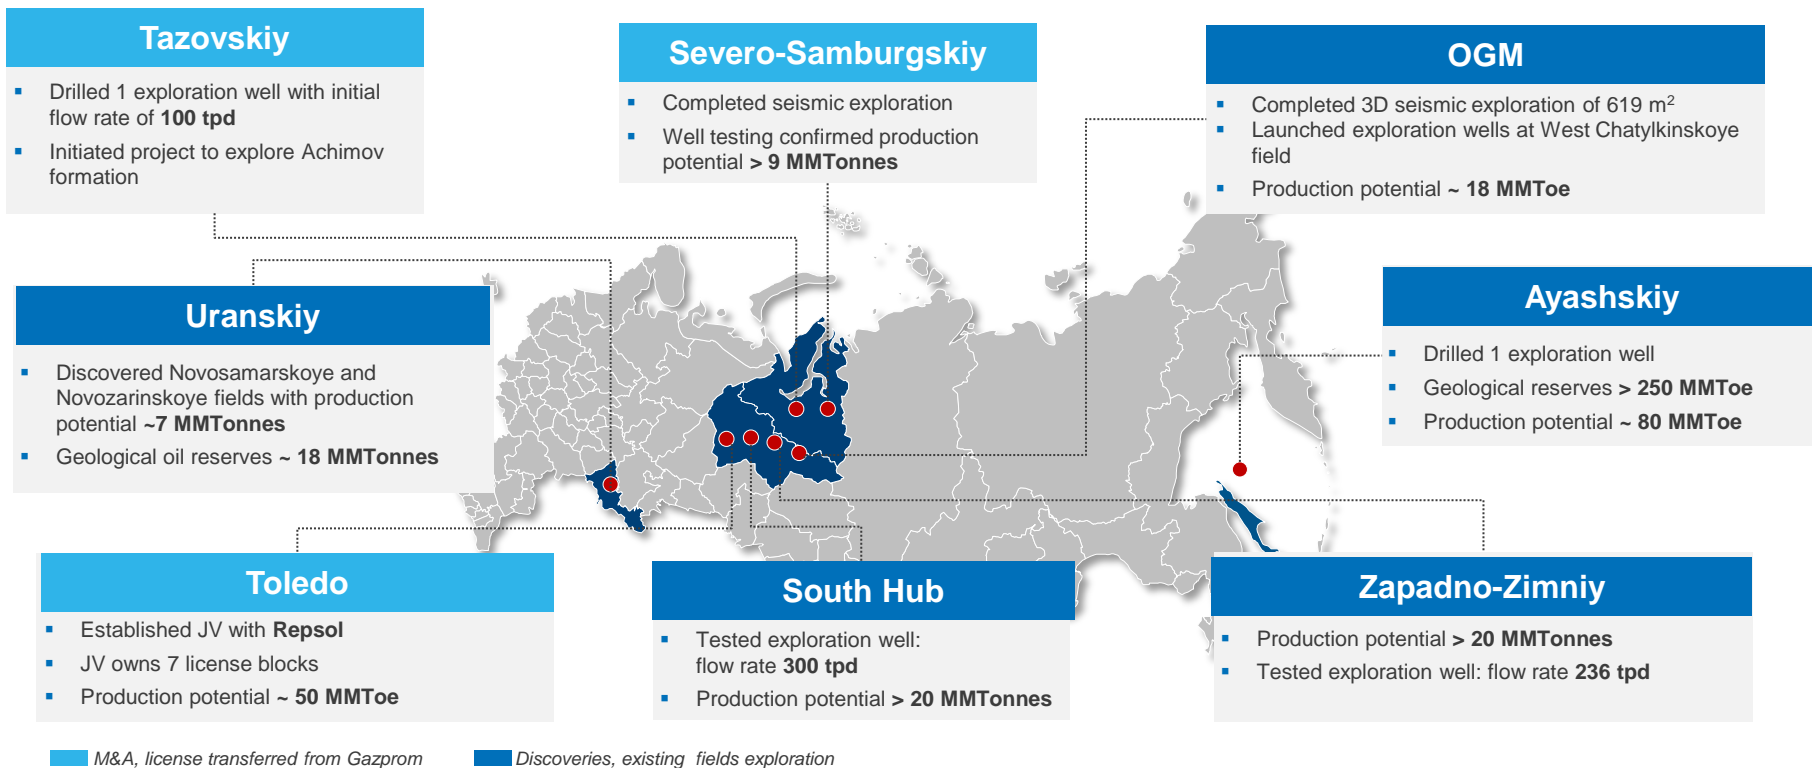 Tazovskiy
▪ Drilled 1 exploration well with initial
flow rate of 100 tpd
▪ Initiated project to explore Achimov
formation
Severo-Samburgskiy
▪ Completed seismic exploration
▪ Well testing confirmed production
potential > 9 MMTonnes
OGM
▪ Completed 3D seismic exploration of 619 m²
▪ Launched exploration wells at West Chatylkinskoye
field
▪ Production potential ~ 18 MMToe
Uranskiy
▪ Discovered Novosamarskoye and
Novozarinskoye fields with production
potential ~7 MMTonnes
▪ Geological oil reserves ~ 18 MMTonnes
Ayashskiy
▪ Drilled 1 exploration well
▪ Geological reserves > 250 MMToe
▪ Production potential ~ 80 MMToe
Toledo
▪ Established JV with Repsol
▪ JV owns 7 license blocks
▪ Production potential ~ 50 MMToe
South Hub
▪ Tested exploration well:
flow rate 300 tpd
▪ Production potential > 20 MMTonnes
Zapadno-Zimniy
▪ Production potential > 20 MMTonnes
▪ Tested exploration well: flow rate 236 tpd
M&A, license transferred from Gazprom
Discoveries, existing fields exploration